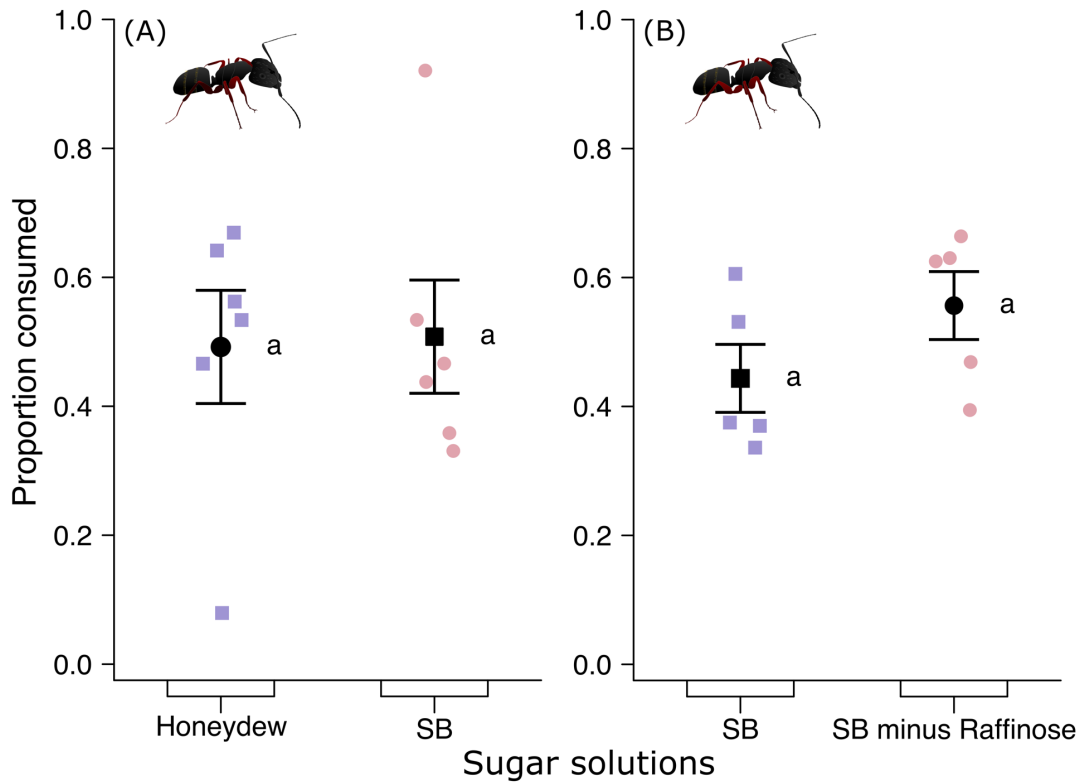 (A)
(B)
Proportion consumed
1.0
0.8
0.6
0.4
0.2
0.0
a
a
Honeydew
SB
1.0
0.8
0.6
0.4
0.2
0.0
a
a
SB
SB minus Raffinose
Sugar solutions